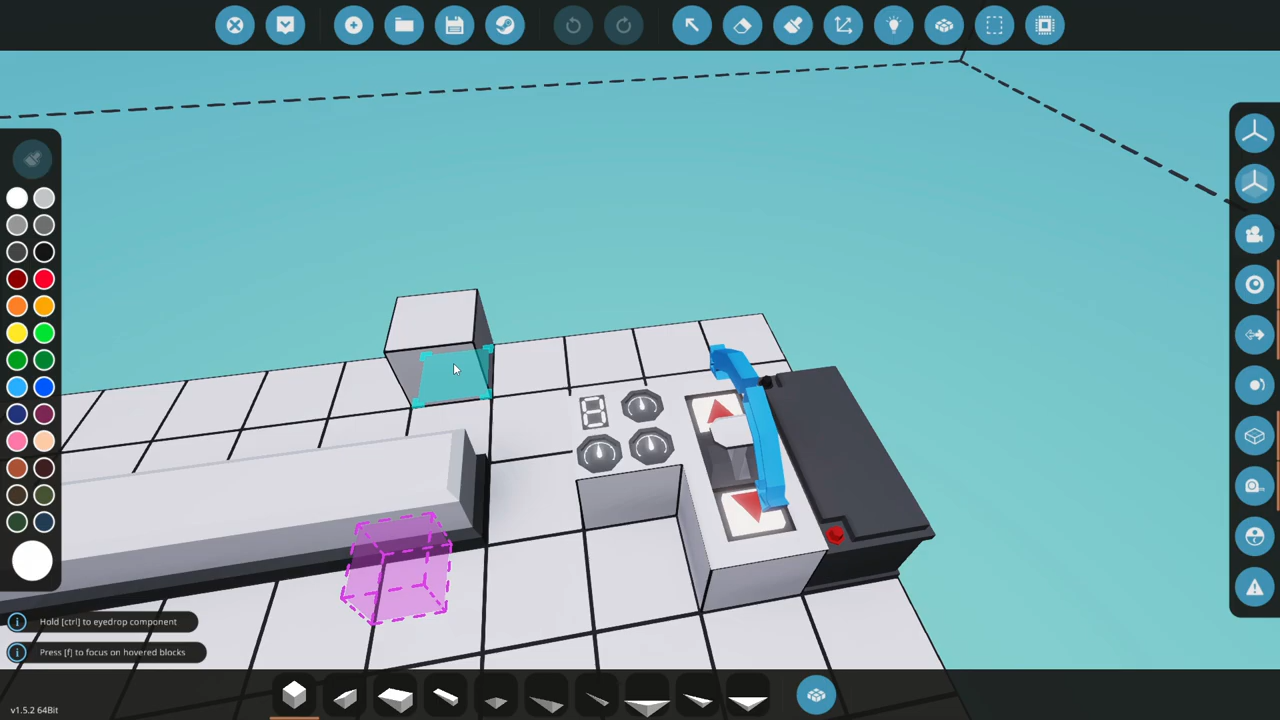 Hold [ctrl] to eyedrop component
Press [f] to focus on hovered blocks
v1.5.2 64Bit